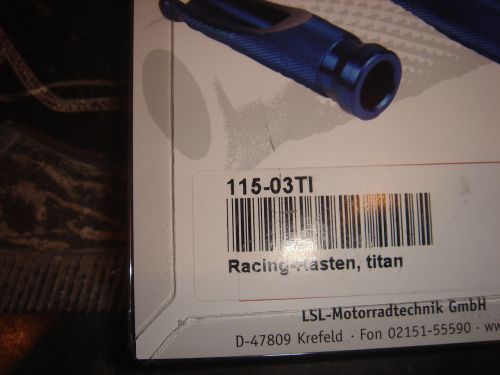 115-03TI
Racing-Rasten, titan
LSL-Motorradtechnik GmbH
D-47809 Krefeld · Fon 02151-55590 · www